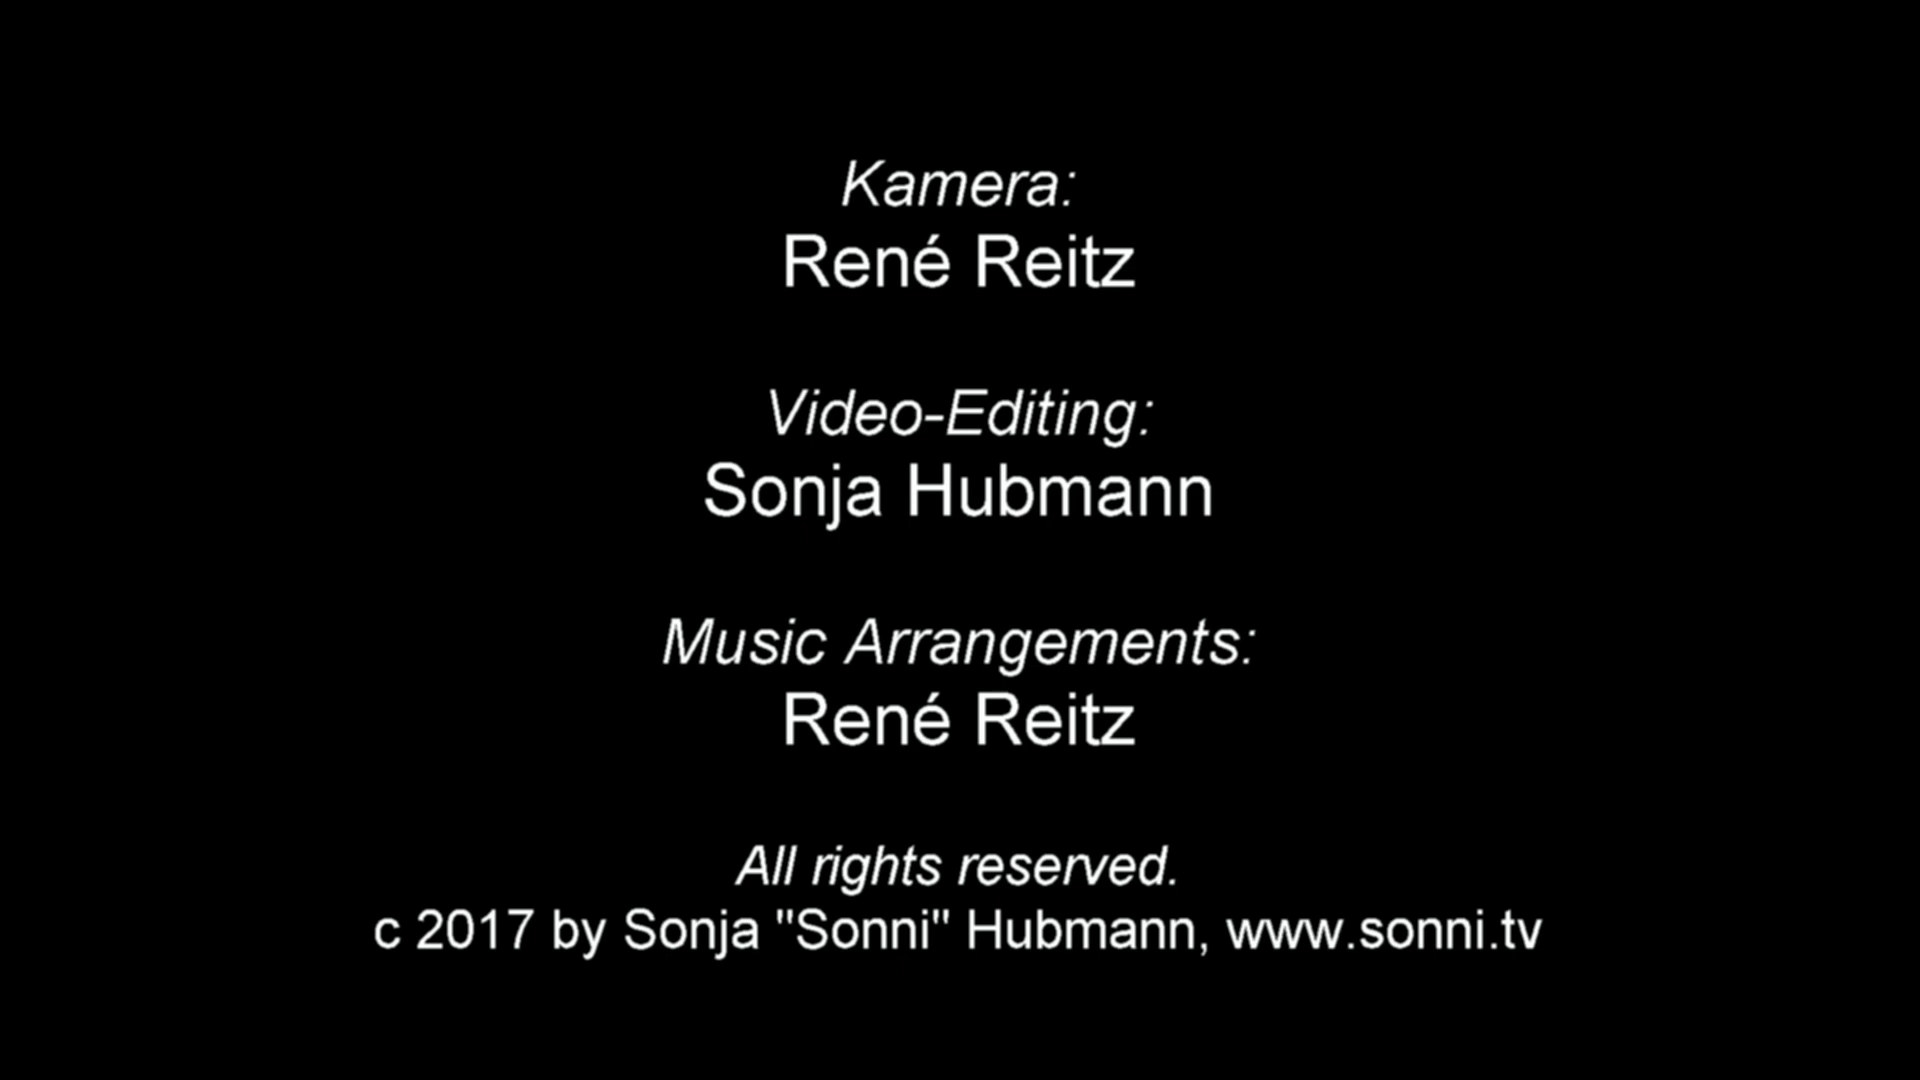 Kamera:
René Reitz
Video-Editing:
Sonja Hubmann
Music Arrangements:
René Reitz
All rights reserved.
c 2017 by Sonja "Sonni" Hubmann, www.sonni.tv